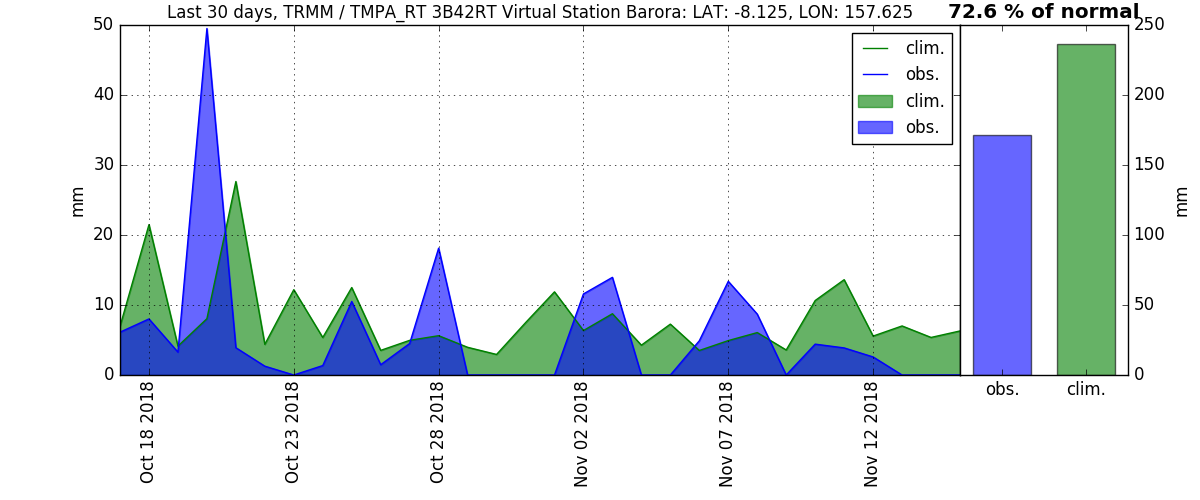 Last 30 days, TRMM / TMPA_RT 3B42RT Virtual Station Barora: LAT: -8.125, LON: 157.625
72.6 % of normal
50
40
30
20
10
0
mm
clim.
obs.
clim.
obs.
Oct 18 2018
Oct 23 2018
Oct 28 2018
Nov 02 2018
Nov 07 2018
Nov 12 2018
250
200
150
100
50
0
mm
obs.
clim.